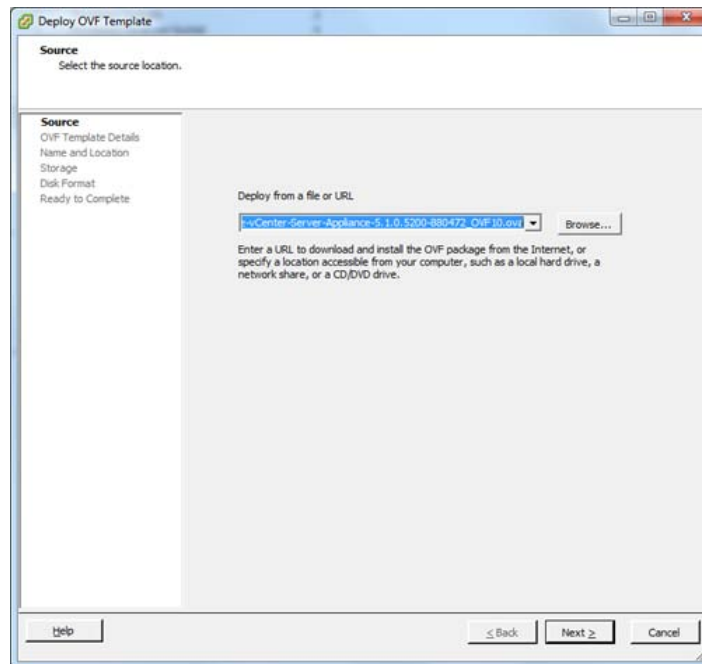 Deploy OVF Template
Source
Select the source location.
Source
OVF Template Details
Name and Location
Storage
Disk Format
Ready to Complete
Deploy from a file or URL
-vCenter-Server-Appliance-5.1.0.5200-880472_OVF10.ova
Browse...
Enter a URL to download and install the OVF package from the Internet, or
specify a location accessible from your computer, such as a local hard drive, a
network share, or a CD/DVD drive.
Help
< Back
Next >
Cancel